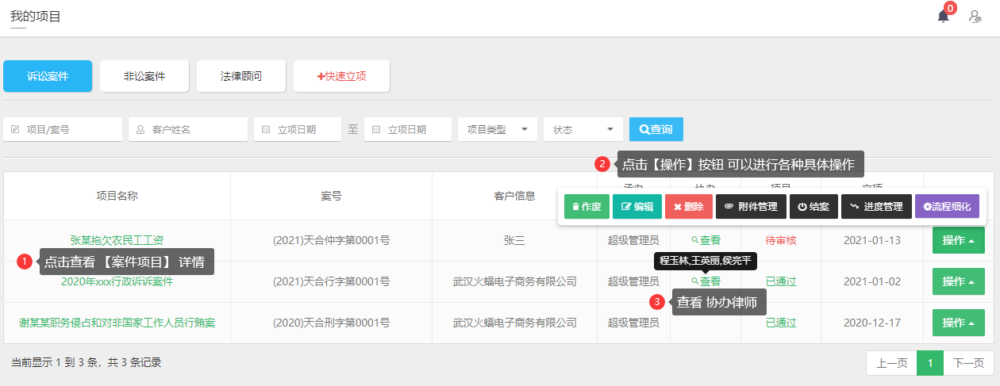 我的项目
0
诉讼案件 非讼案件 法律顾问 快速立项
项目/案号 客户姓名 立项日期 至 立项日期 项目类型 状态 查询
2 点击【操作】按钮 可以进行各种具体操作
项目名称 案号 客户信息 承办 协办 项目 立项
作废 编辑 删除 附件管理 结案 进度管理 流程细化
张某拖欠农民工工资 (2021)天合仲字第0001号 张三 超级管理员 查看 待审核 2021-01-13 操作
1 点击查看 【案件项目】 详情
程玉林,王英丽,侯亮平
2020年xxx行政诉诉案件 (2021)天合行字第0001号 武汉火蝠电子商务有限公司 超级管理员 查看 已通过 2021-01-02 操作
3 查看 协办律师
谢某某职务侵占和对非国家工作人员行贿案 (2020)天合刑字第0001号 武汉火蝠电子商务有限公司 超级管理员 已通过 2020-12-17 操作
当前显示 1 到 3 条，共 3 条记录 上一页 1 下一页